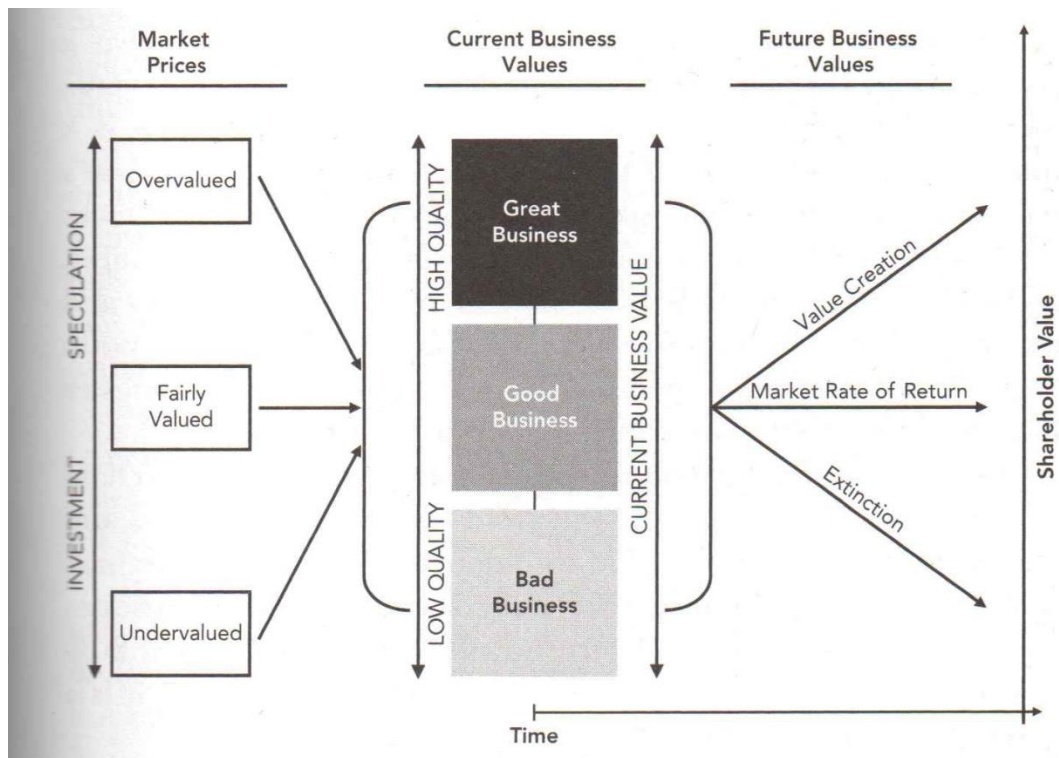 Market
Prices
Current Business
Values
Future Business
Values
SPECULATION
INVESTMENT
Overvalued
Fairly
Valued
Undervalued
HIGH QUALITY
LOW QUALITY
Great
Business
Good
Business
Bad
Business
CURRENT BUSINESS VALUE
Value Creation
Market Rate of Return
Extinction
Shareholder Value
Time